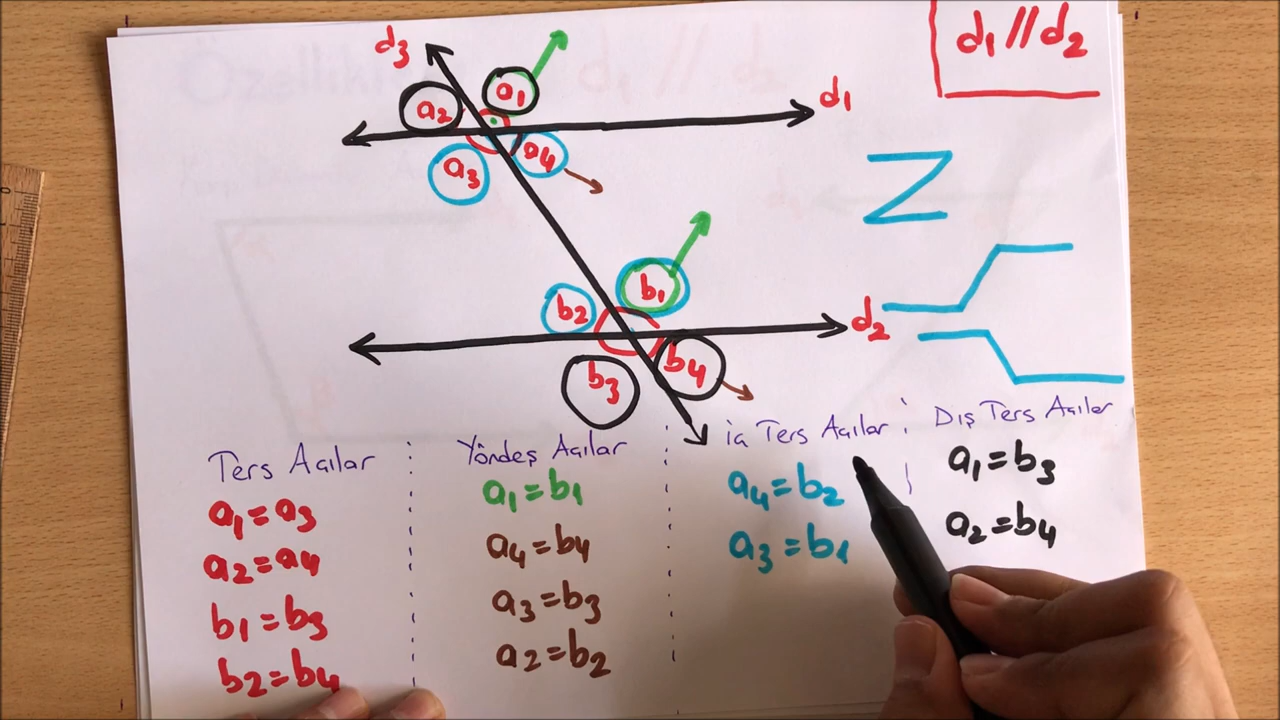 d₃
d₁ // d₂
a₂ a₁ d₁
a₃ a₄
b₂ b₁ d₂
b₃ b₄
Ters Açılar
a₁ = a₃
a₂ = a₄
b₁ = b₃
b₂ = b₄
Yöndeş Açılar
a₁ = b₁
a₄ = b₄
a₃ = b₃
a₂ = b₂
iç Ters Açılar
a₄ = b₂
a₃ = b₁
Dış Ters Açılar
a₁ = b₃
a₂ = b₄